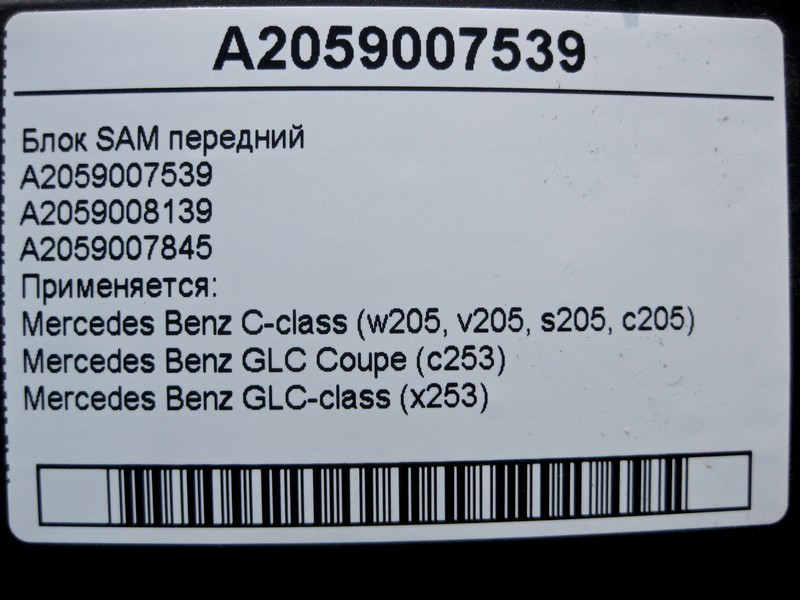 A2059007539
Блок SAM передний
A2059007539
A2059008139
A2059007845
Применяется:
Mercedes Benz C-class (w205, v205, s205, c205)
Mercedes Benz GLC Coupe (c253)
Mercedes Benz GLC-class (x253)